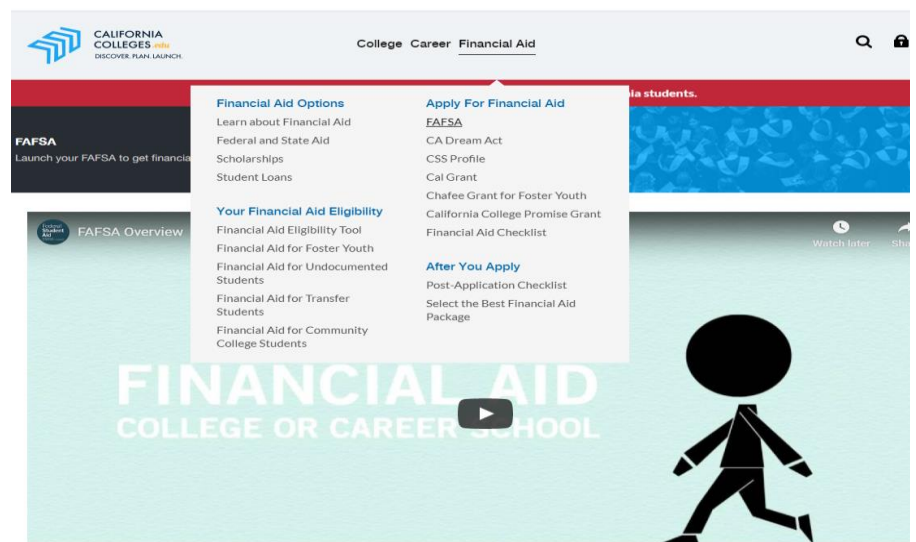 CALIFORNIA
COLLEGES.edu
DISCOVER. PLAN. LAUNCH.
College Career Financial Aid
ia students.
FAFSA
Launch your FAFSA to get financia
Financial Aid Options
Learn about Financial Aid
Federal and State Aid
Scholarships
Student Loans
Your Financial Aid Eligibility
Financial Aid Eligibility Tool
Financial Aid for Foster Youth
Financial Aid for Undocumented
Students
Financial Aid for Transfer
Students
Financial Aid for Community
College Students
Apply For Financial Aid
FAFSA
CA Dream Act
CSS Profile
Cal Grant
Chafee Grant for Foster Youth
California College Promise Grant
Financial Aid Checklist
After You Apply
Post-Application Checklist
Select the Best Financial Aid
Package
Federal
Student
Aid
FAFSA Overview
Watch later
Sha
FINANCIAL AID
COLLEGE OR CAREER SCHOOL